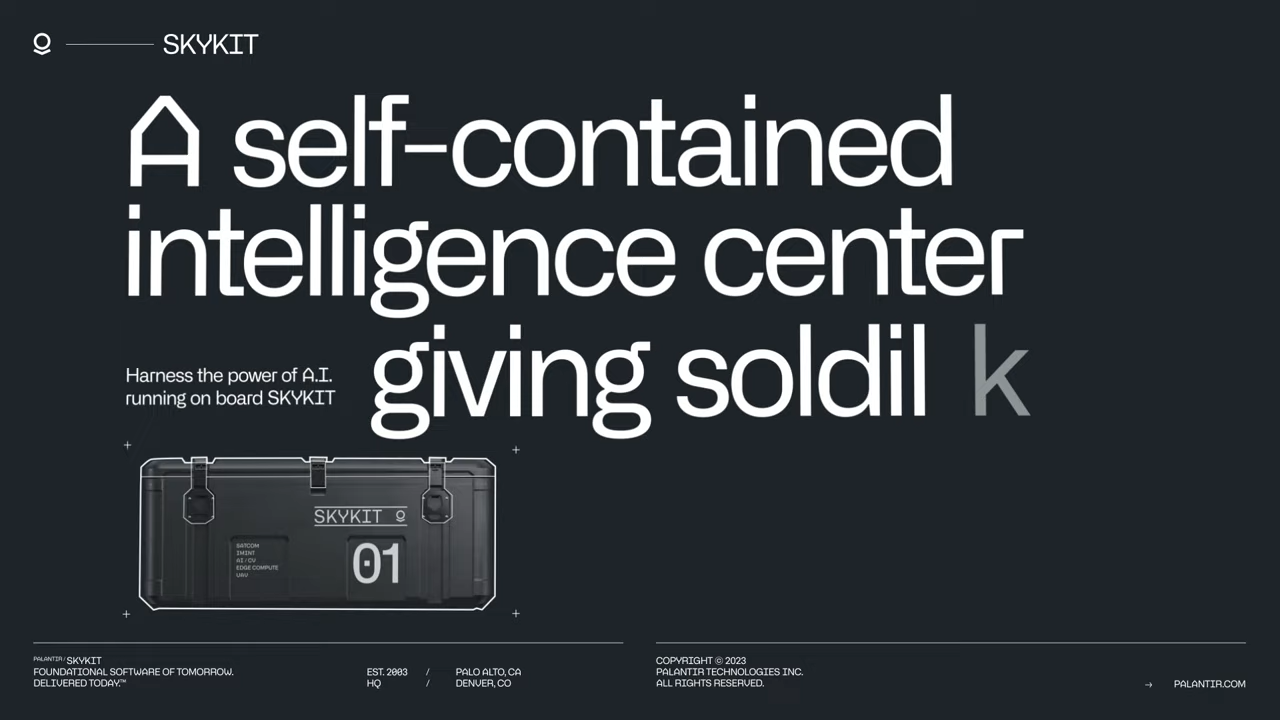 SKYKIT
A self-contained
intelligence center
giving soldil k
Harness the power of A.I.
running on board SKYKIT
SKYKIT
SATCOM
IMINT
AI / CV
EDGE COMPUTE
UAV
01
PALANTIR / SKYKIT
FOUNDATIONAL SOFTWARE OF TOMORROW.
DELIVERED TODAY.™
EST. 2003 / PALO ALTO, CA
HQ / DENVER, CO
COPYRIGHT © 2023
PALANTIR TECHNOLOGIES INC.
ALL RIGHTS RESERVED.
→ PALANTIR.COM